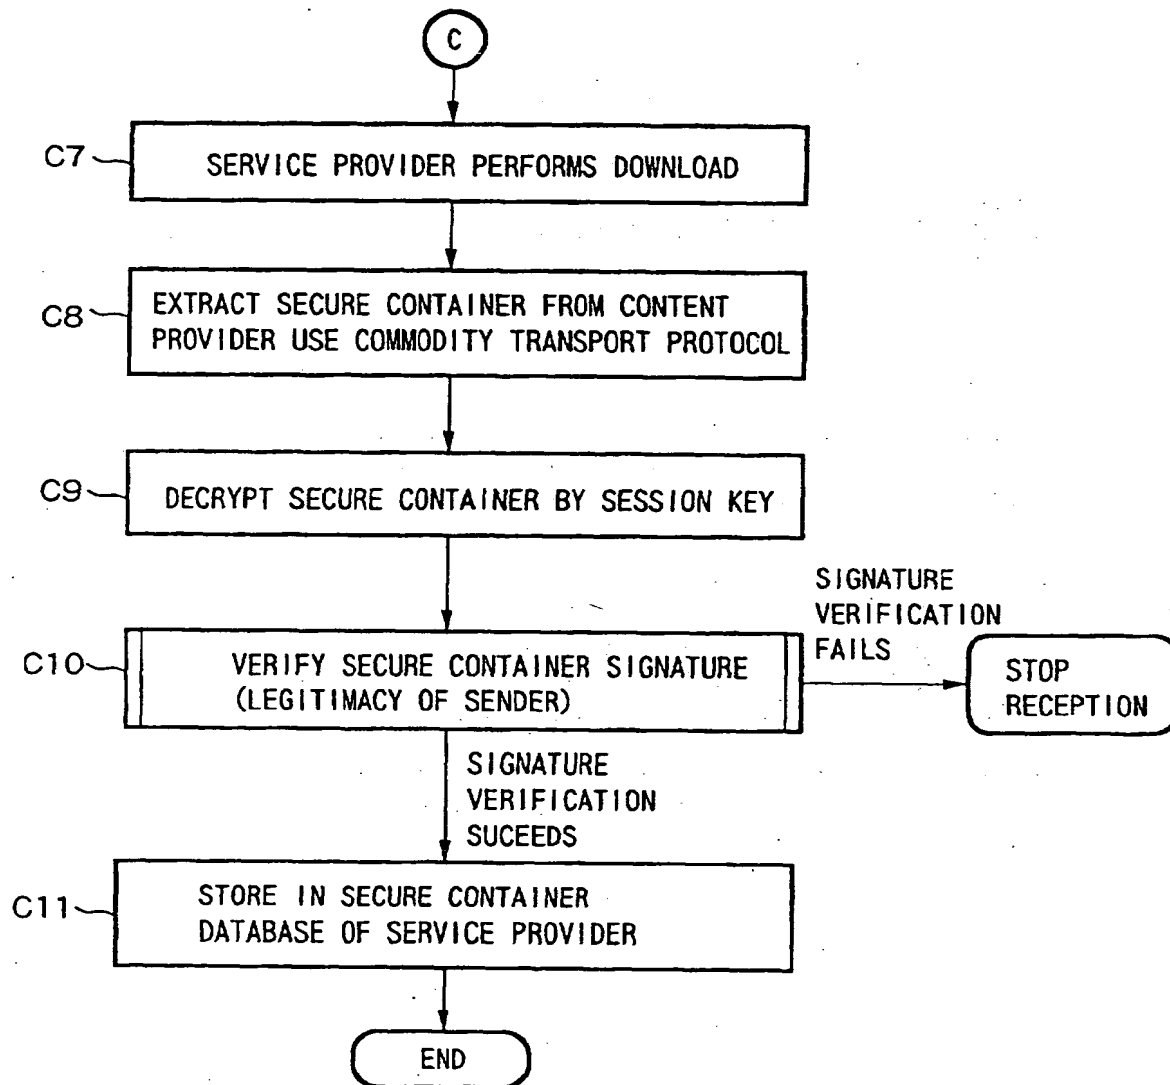 C
C7
SERVICE PROVIDER PERFORMS DOWNLOAD
C8
EXTRACT SECURE CONTAINER FROM CONTENT
PROVIDER USE COMMODITY TRANSPORT PROTOCOL
C9
DECRYPT SECURE CONTAINER BY SESSION KEY
SIGNATURE
VERIFICATION
FAILS
C10
VERIFY SECURE CONTAINER SIGNATURE
(LEGITIMACY OF SENDER)
STOP
RECEPTION
SIGNATURE
VERIFICATION
SUCEEDS
C11
STORE IN SECURE CONTAINER
DATABASE OF SERVICE PROVIDER
END